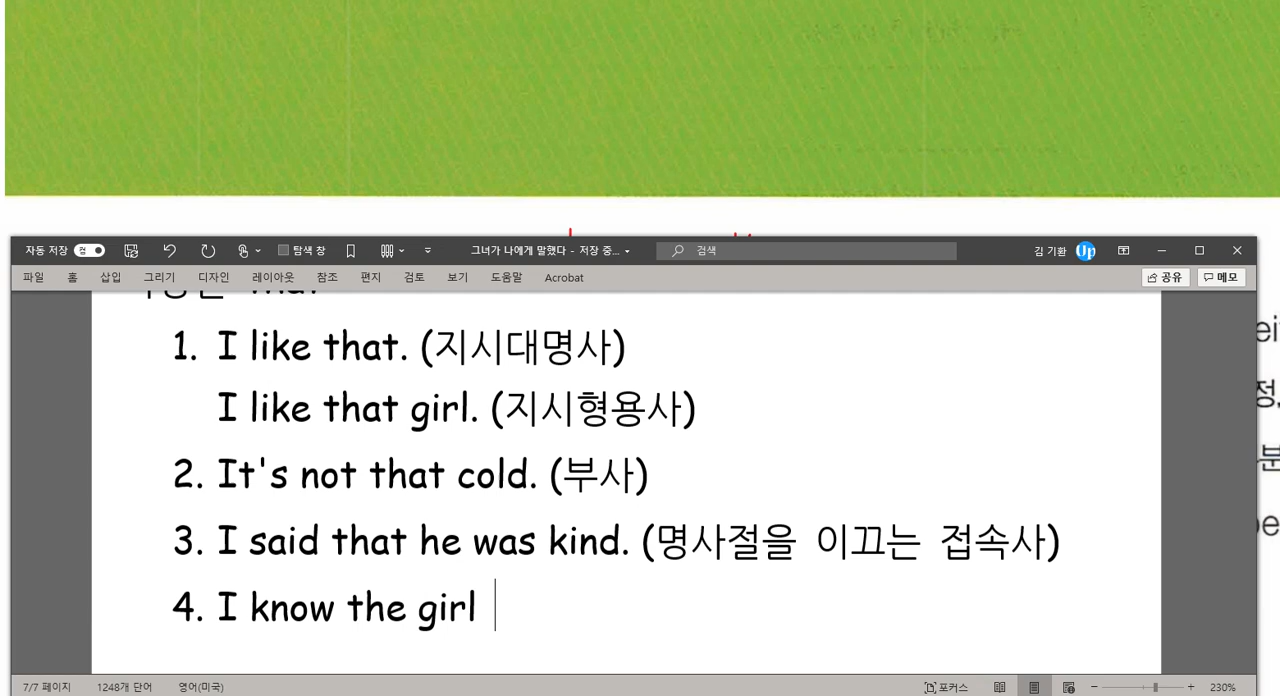 자동 저장 켬 탐색 창 그녀가 나에게 말했다 - 저장 중... 검색 김 기환 Up
파일 홈 삽입 그리기 디자인 레이아웃 참조 편지 검토 보기 도움말 Acrobat 공유 메모
1. I like that. (지시대명사)
I like that girl. (지시형용사)
2. It's not that cold. (부사)
3. I said that he was kind. (명사절을 이끄는 접속사)
4. I know the girl
7/7 페이지 1248개 단어 영어(미국) 포커스 230%